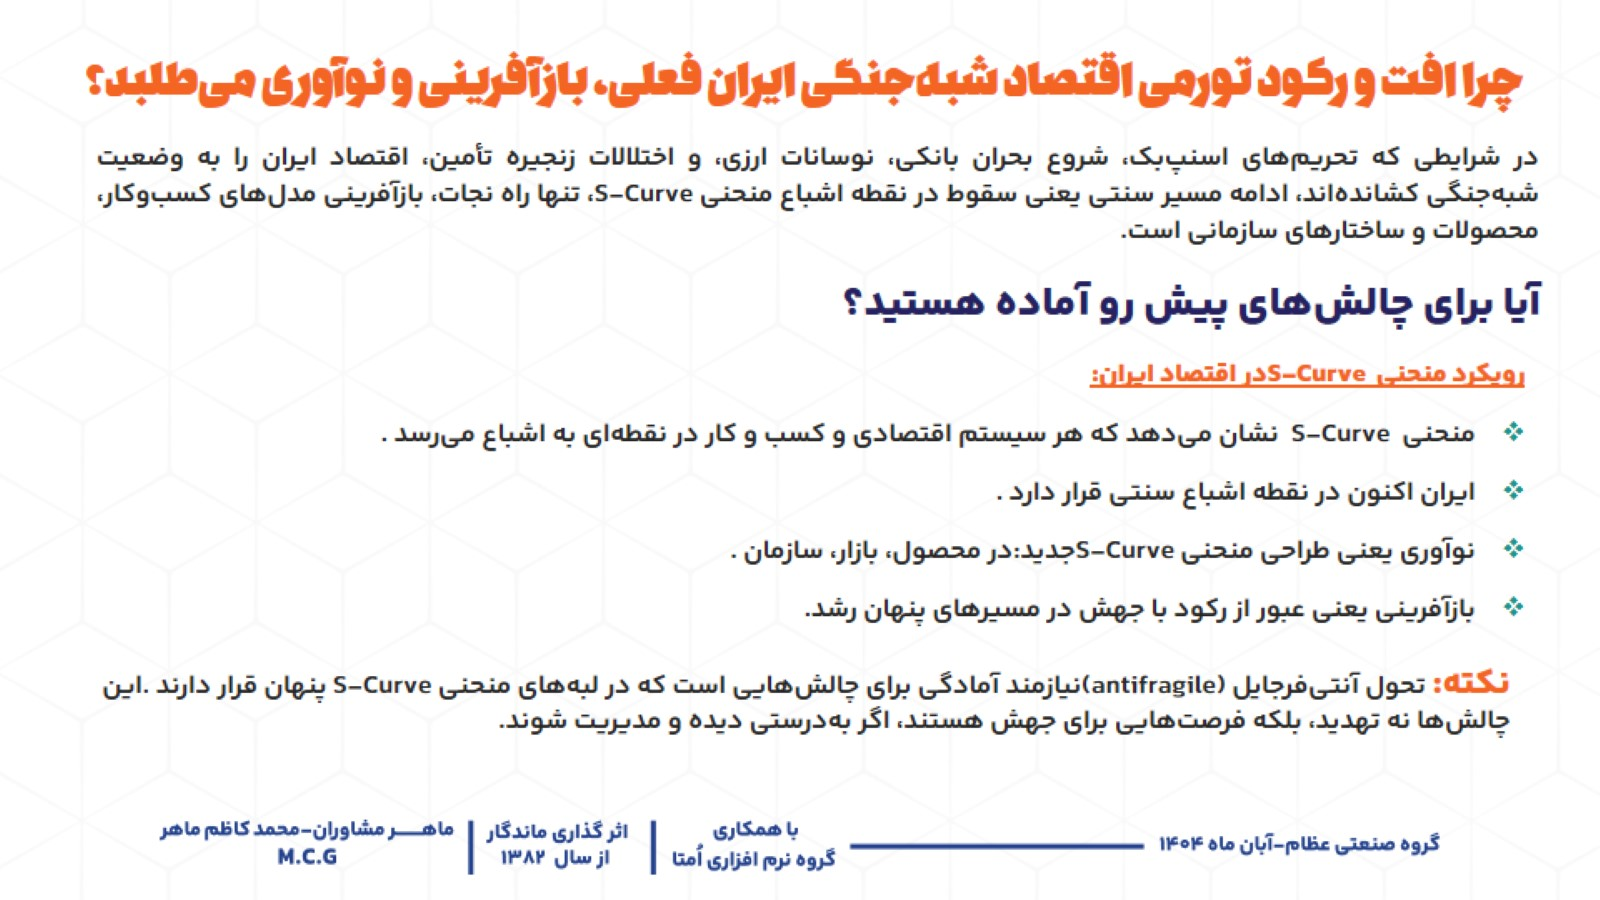 چرا افت و رکود تورمی اقتصاد شبه‌جنگی ایران فعلی، بازآفرینی و نوآوری می‌طلبد؟
در شرایطی که تحریم‌های اسنپ‌بک، شروع بحران بانکی، نوسانات ارزی، و اختلالات زنجیره تأمین، اقتصاد ایران را به وضعیت
شبه‌جنگی کشانده‌اند، ادامه مسیر سنتی یعنی سقوط در نقطه اشباع منحنی S-Curve، تنها راه نجات، بازآفرینی مدل‌های کسب‌وکار،
محصولات و ساختارهای سازمانی است.
آیا برای چالش‌های پیش رو آماده هستید؟
رویکرد منحنی S-Curveدر اقتصاد ایران:
❖ منحنی S-Curve نشان می‌دهد که هر سیستم اقتصادی و کسب و کار در نقطه‌ای به اشباع می‌رسد .
❖ ایران اکنون در نقطه اشباع سنتی قرار دارد .
❖ نوآوری یعنی طراحی منحنی S-Curveجدید:در محصول، بازار، سازمان .
❖ بازآفرینی یعنی عبور از رکود با جهش در مسیرهای پنهان رشد.
نکته: تحول آنتی‌فرجایل (antifragile)نیازمند آمادگی برای چالش‌هایی است که در لبه‌های منحنی S-Curve پنهان قرار دارند .این
چالش‌ها نه تهدید، بلکه فرصت‌هایی برای جهش هستند، اگر به‌درستی دیده و مدیریت شوند.
گروه صنعتی عظام-آبان ماه ۱۴۰۴
با همکاری
گروه نرم افزاری اُمتا
اثر گذاری ماندگار
از سال ۱۳۸۲
ماهـــر مشاوران-محمد کاظم ماهر
M.C.G